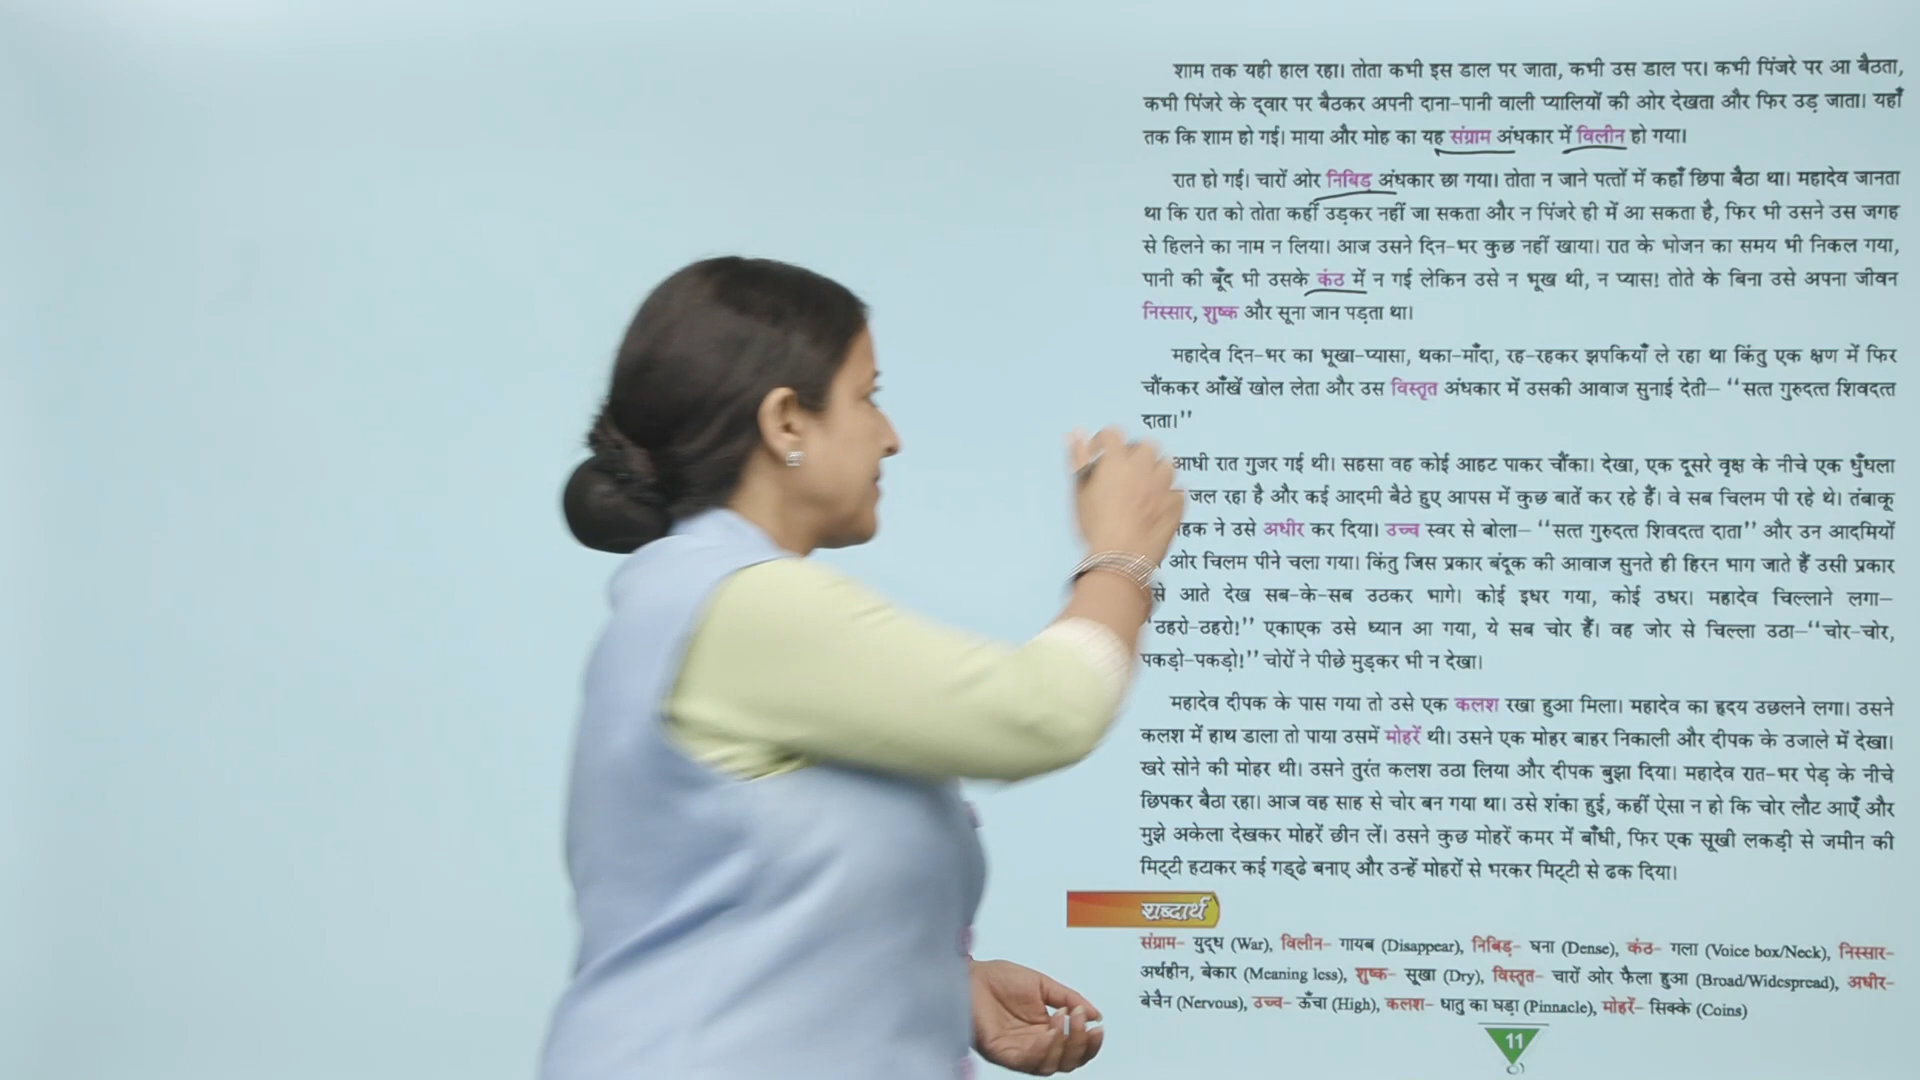 शाम तक यही हाल रहा। तोता कभी इस डाल पर जाता, कभी उस डाल पर। कभी पिंजरे पर आ बैठता,
कभी पिंजरे के द्वार पर बैठकर अपनी दाना-पानी वाली प्यालियों की ओर देखता और फिर उड़ जाता। यहाँ
तक कि शाम हो गई। माया और मोह का यह संग्राम अंधकार में विलीन हो गया।
रात हो गई। चारों ओर निबिड़ अंधकार छा गया। तोता न जाने पत्तों में कहाँ छिपा बैठा था। महादेव जानता
था कि रात को तोता कहीं उड़कर नहीं जा सकता और न पिंजरे ही में आ सकता है, फिर भी उसने उस जगह
से हिलने का नाम न लिया। आज उसने दिन-भर कुछ नहीं खाया। रात के भोजन का समय भी निकल गया,
पानी की बूँद भी उसके कंठ में न गई लेकिन उसे न भूख थी, न प्यास! तोते के बिना उसे अपना जीवन
निस्सार, शुष्क और सूना जान पड़ता था।
महादेव दिन-भर का भूखा-प्यासा, थका-माँदा, रह-रहकर झपकियाँ ले रहा था किंतु एक क्षण में फिर
चौंककर आँखें खोल लेता और उस विस्तृत अंधकार में उसकी आवाज सुनाई देती– ‘‘सत्त गुरुदत्त शिवदत्त
दाता।’’
आधी रात गुजर गई थी। सहसा वह कोई आहट पाकर चौंका। देखा, एक दूसरे वृक्ष के नीचे एक धुँधला
जल रहा है और कई आदमी बैठे हुए आपस में कुछ बातें कर रहे हैं। वे सब चिलम पी रहे थे। तंबाकू
हक ने उसे अधीर कर दिया। उच्च स्वर से बोला– ‘‘सत्त गुरुदत्त शिवदत्त दाता’’ और उन आदमियों
ओर चिलम पीने चला गया। किंतु जिस प्रकार बंदूक की आवाज सुनते ही हिरन भाग जाते हैं उसी प्रकार
से आते देख सब-के-सब उठकर भागे। कोई इधर गया, कोई उधर। महादेव चिल्लाने लगा–
‘‘ठहरो-ठहरो!’’ एकाएक उसे ध्यान आ गया, ये सब चोर हैं। वह जोर से चिल्ला उठा–‘‘चोर-चोर,
पकड़ो-पकड़ो!’’ चोरों ने पीछे मुड़कर भी न देखा।
महादेव दीपक के पास गया तो उसे एक कलश रखा हुआ मिला। महादेव का हृदय उछलने लगा। उसने
कलश में हाथ डाला तो पाया उसमें मोहरें थी। उसने एक मोहर बाहर निकाली और दीपक के उजाले में देखा।
खरे सोने की मोहर थी। उसने तुरंत कलश उठा लिया और दीपक बुझा दिया। महादेव रात-भर पेड़ के नीचे
छिपकर बैठा रहा। आज वह साह से चोर बन गया था। उसे शंका हुई, कहीं ऐसा न हो कि चोर लौट आएँ और
मुझे अकेला देखकर मोहरें छीन लें। उसने कुछ मोहरें कमर में बाँधी, फिर एक सूखी लकड़ी से जमीन की
मिट्टी हटाकर कई गड्ढे बनाए और उन्हें मोहरों से भरकर मिट्टी से ढक दिया।
शब्दार्थ
संग्राम– युद्ध (War), विलीन– गायब (Disappear), निबिड़– घना (Dense), कंठ– गला (Voice box/Neck), निस्सार–
अर्थहीन, बेकार (Meaning less), शुष्क– सूखा (Dry), विस्तृत– चारों ओर फैला हुआ (Broad/Widespread), अधीर–
बेचैन (Nervous), उच्च– ऊँचा (High), कलश– धातु का घड़ा (Pinnacle), मोहरें– सिक्के (Coins)
11